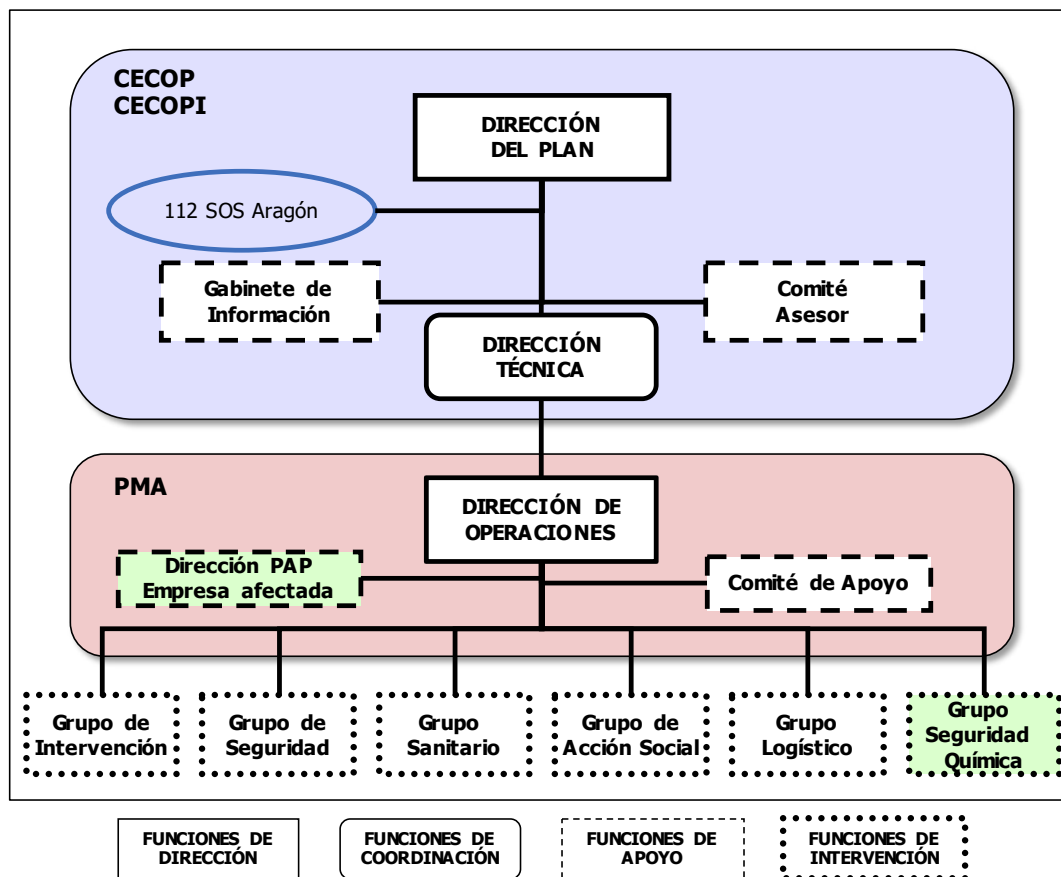 CECOP
CECOPI
DIRECCIÓN
DEL PLAN
112 SOS Aragón
Gabinete de
Información
Comité
Asesor
DIRECCIÓN
TÉCNICA
PMA
DIRECCIÓN DE
OPERACIONES
Dirección PAP
Empresa afectada
Comité de Apoyo
Grupo de
Intervención
Grupo de
Seguridad
Grupo
Sanitario
Grupo de
Acción Social
Grupo
Logístico
Grupo
Seguridad
Química
FUNCIONES DE
DIRECCIÓN
FUNCIONES DE
COORDINACIÓN
FUNCIONES DE
APOYO
FUNCIONES DE
INTERVENCIÓN